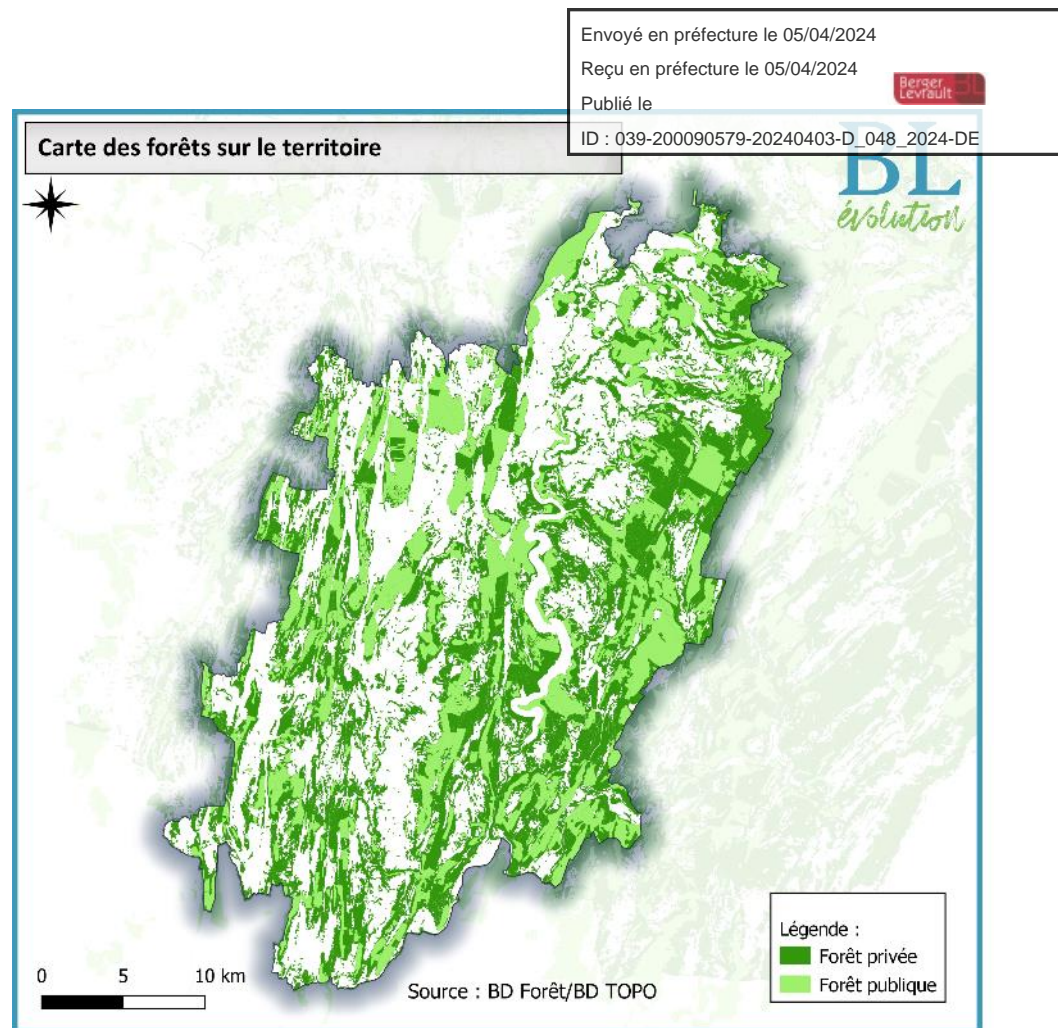 Envoyé en préfecture le 05/04/2024
Reçu en préfecture le 05/04/2024
Berger
Levrault
Publié le
ID : 039-200090579-20240403-D_048_2024-DE
Carte des forêts sur le territoire
BL
évolution
Légende :
Forêt privée
Forêt publique
0 5 10 km
Source : BD Forêt/BD TOPO